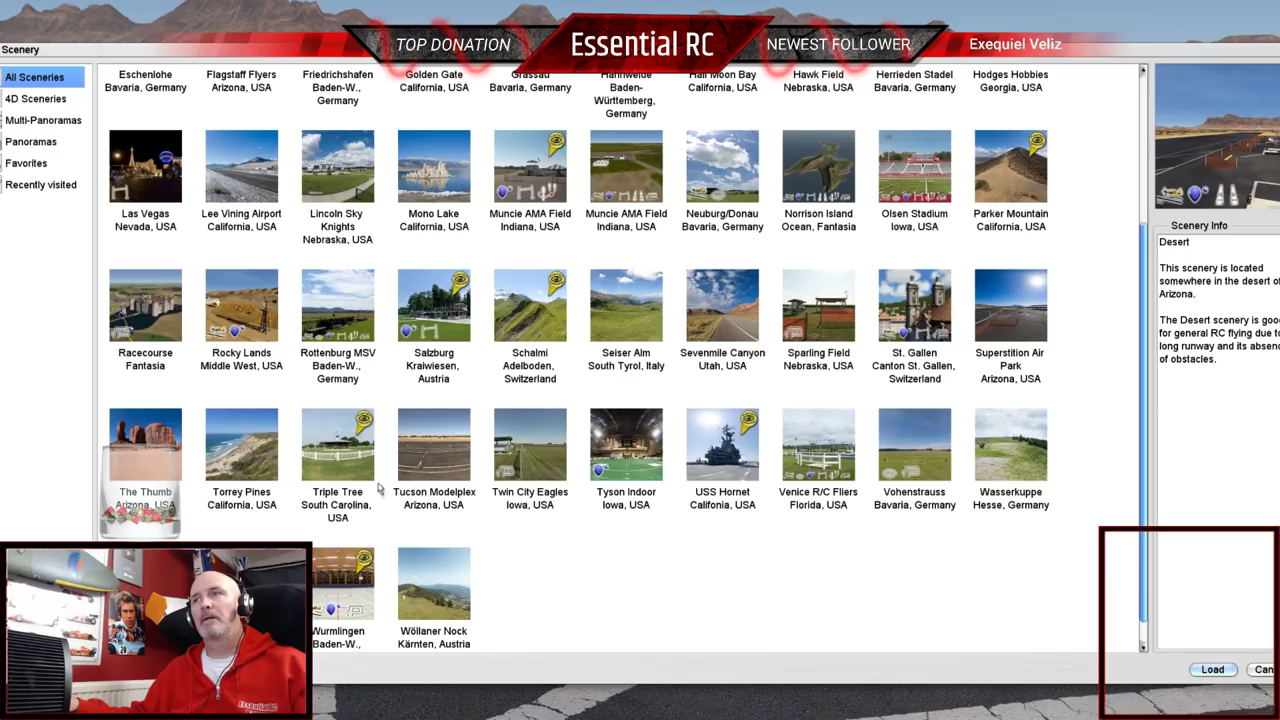 TOP DONATION
Essential RC
NEWEST FOLLOWER
Exequiel Veliz
Scenery
All Sceneries
4D Sceneries
Multi-Panoramas
Panoramas
Favorites
Recently visited
Eschenlohe
Bavaria, Germany
Flagstaff Flyers
Arizona, USA
Friedrichshafen
Baden-W.,
Germany
Golden Gate
California, USA
Grassau
Bavaria, Germany
Hahnweide
Baden-
Württemberg,
Germany
Half Moon Bay
California, USA
Hawk Field
Nebraska, USA
Herrieden Stadel
Bavaria, Germany
Hodges Hobbies
Georgia, USA
Las Vegas
Nevada, USA
Lee Vining Airport
California, USA
Lincoln Sky
Knights
Nebraska, USA
Mono Lake
California, USA
Muncie AMA Field
Indiana, USA
Muncie AMA Field
Indiana, USA
Neuburg/Donau
Bavaria, Germany
Norrison Island
Ocean, Fantasia
Olsen Stadium
Iowa, USA
Parker Mountain
California, USA
Racecourse
Fantasia
Rocky Lands
Middle West, USA
Rottenburg MSV
Baden-W.,
Germany
Salzburg
Kraiwiesen,
Austria
Schalmi
Adelboden,
Switzerland
Seiser Alm
South Tyrol, Italy
Sevenmile Canyon
Utah, USA
Sparling Field
Nebraska, USA
St. Gallen
Canton St. Gallen,
Switzerland
Superstition Air
Park
Arizona, USA
The Thumb
Arizona, USA
Torrey Pines
California, USA
Triple Tree
South Carolina,
USA
Tucson Modelplex
Arizona, USA
Twin City Eagles
Iowa, USA
Tyson Indoor
Iowa, USA
USS Hornet
Califonia, USA
Venice R/C Fliers
Florida, USA
Vohenstrauss
Bavaria, Germany
Wasserkuppe
Hesse, Germany
Wurmlingen
Baden-W.,
Wöllaner Nock
Kärnten, Austria
Scenery Info
Desert
This scenery is located
somewhere in the desert of
Arizona.
The Desert scenery is good
for general RC flying due to
long runway and its absence
of obstacles.
Load
Can